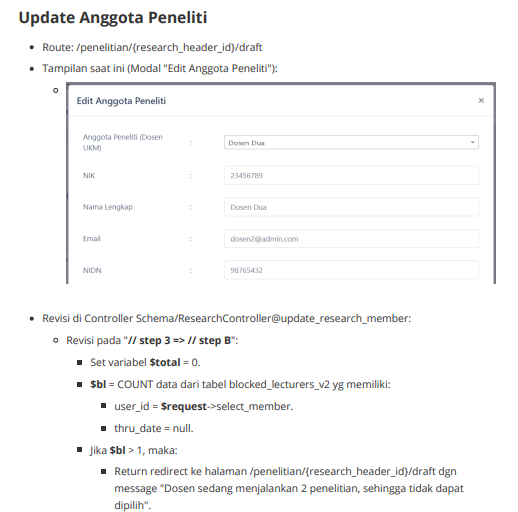 Update Anggota Peneliti
Route: /penelitian/{research_header_id}/draft
Tampilan saat ini (Modal "Edit Anggota Peneliti"):
Edit Anggota Peneliti ×
Anggota Peneliti (Dosen : Dosen Dua
UKM)
NIK : 23456789
Nama Lengkap : Dosen Dua
Email : dosen2@admin.com
NIDN : 98765432
Revisi di Controller Schema/ResearchController@update_research_member:
Revisi pada "// step 3 => // step B":
Set variabel $total = 0.
$bl = COUNT data dari tabel blocked_lecturers_v2 yg memiliki:
user_id = $request->select_member.
thru_date = null.
Jika $bl > 1, maka:
Return redirect ke halaman /penelitian/{research_header_id}/draft dgn
message "Dosen sedang menjalankan 2 penelitian, sehingga tidak dapat
dipilih".